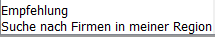 Empfehlung
Suche nach Firmen in meiner Region